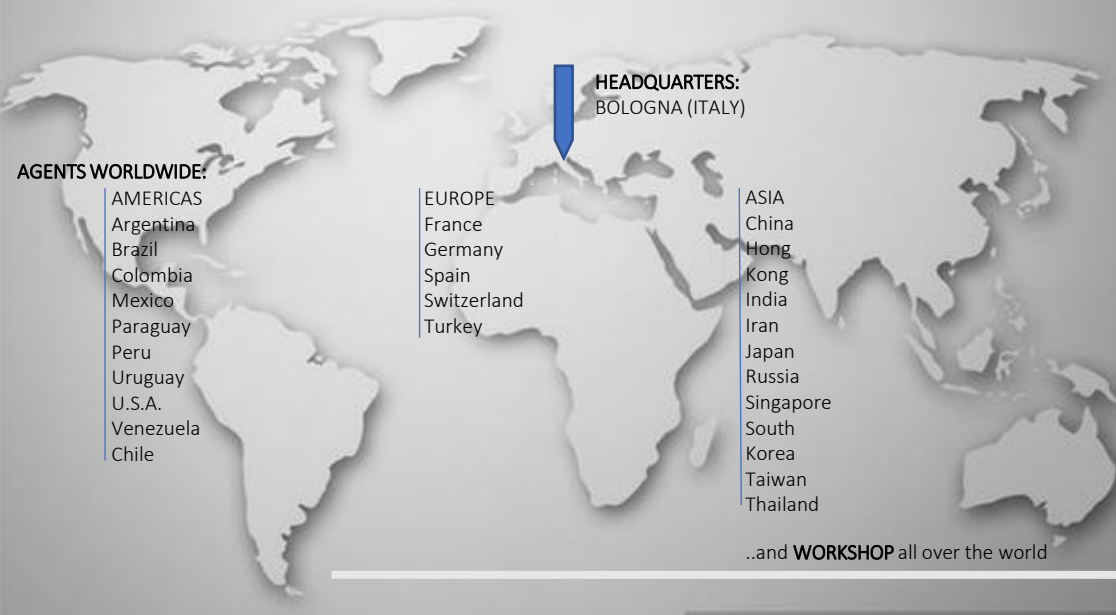 HEADQUARTERS:
BOLOGNA (ITALY)
AGENTS WORLDWIDE:
AMERICAS
Argentina
Brazil
Colombia
Mexico
Paraguay
Peru
Uruguay
U.S.A.
Venezuela
Chile
EUROPE
France
Germany
Spain
Switzerland
Turkey
ASIA
China
Hong
Kong
India
Iran
Japan
Russia
Singapore
South
Korea
Taiwan
Thailand
..and WORKSHOP all over the world